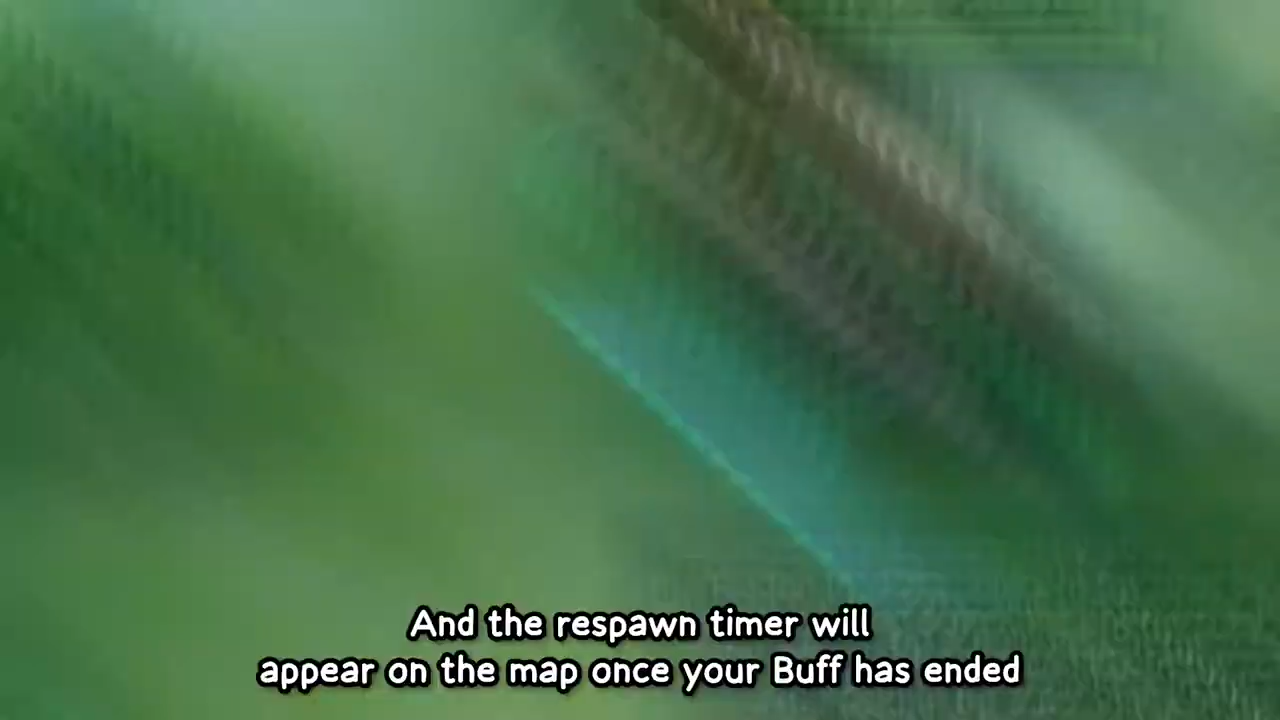 And the respawn timer will
appear on the map once your Buff has ended